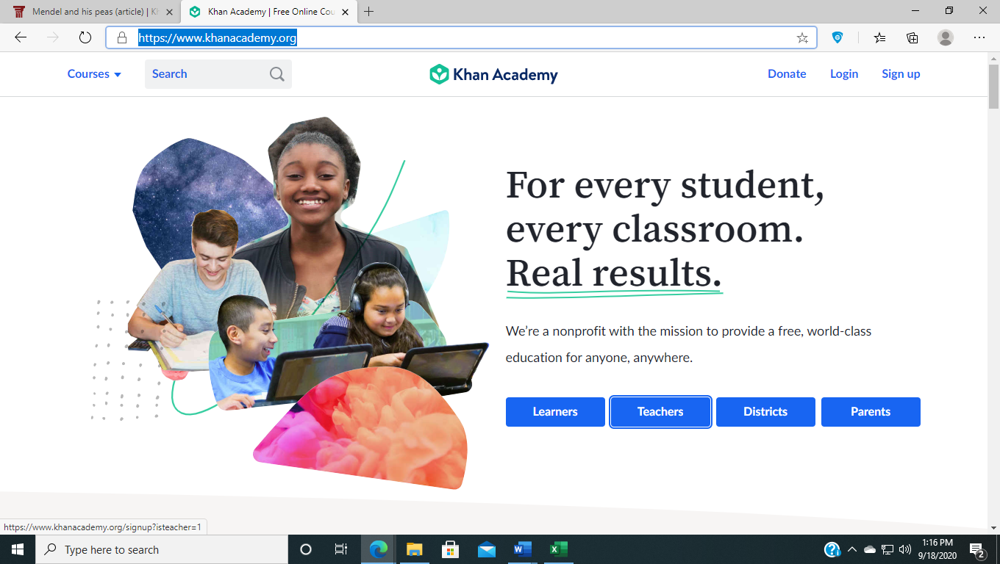 Mendel and his peas (article) | Kh
Khan Academy | Free Online Cou
https://www.khanacademy.org
Courses
Search
Khan Academy
Donate
Login
Sign up
For every student,
every classroom.
Real results.
We’re a nonprofit with the mission to provide a free, world-class
education for anyone, anywhere.
Learners
Teachers
Districts
Parents
https://www.khanacademy.org/signup?isteacher=1
Type here to search
1:16 PM
9/18/2020
2